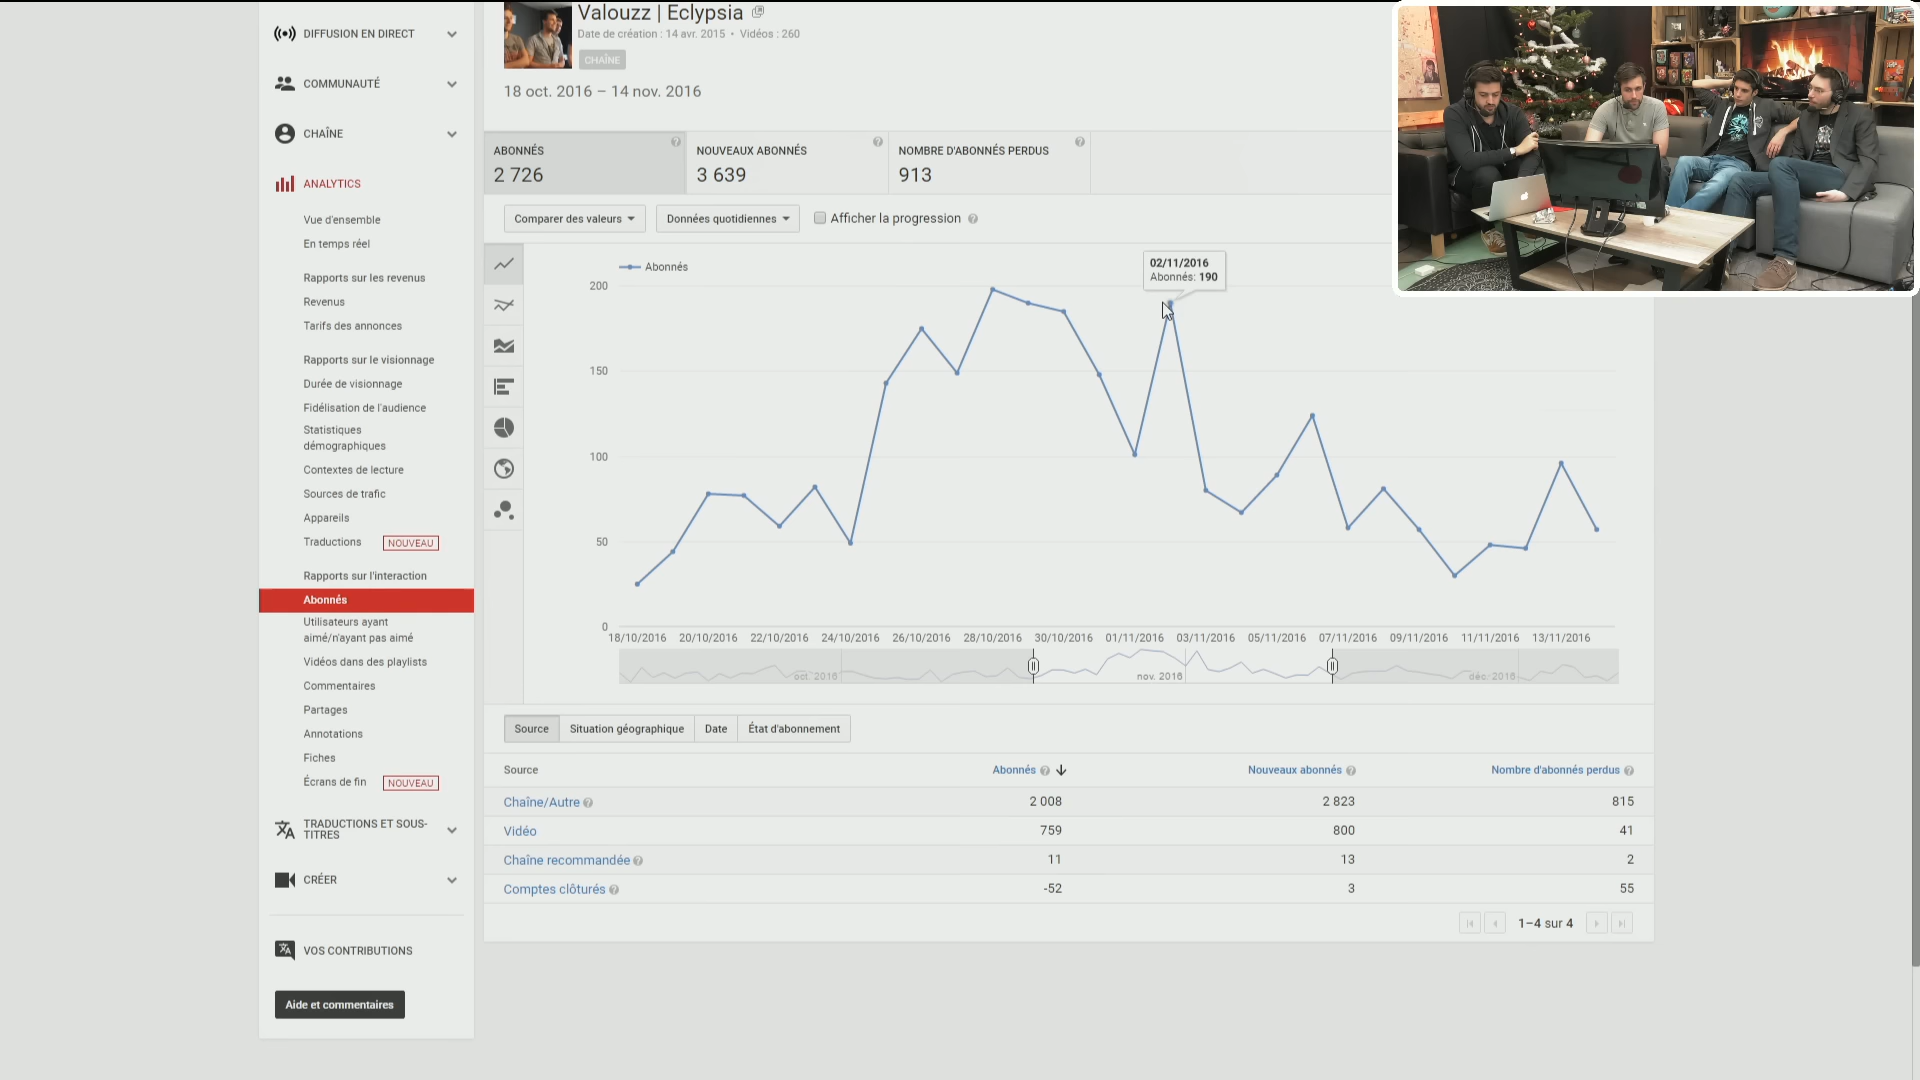 DIFFUSION EN DIRECT
COMMUNAUTÉ
CHAÎNE
ANALYTICS
Vue d'ensemble
En temps réel
Rapports sur les revenus
Revenus
Tarifs des annonces
Rapports sur le visionnage
Durée de visionnage
Fidélisation de l'audience
Statistiques
démographiques
Contextes de lecture
Sources de trafic
Appareils
Traductions NOUVEAU
Rapports sur l'interaction
Abonnés
Utilisateurs ayant
aimé/n'ayant pas aimé
Vidéos dans des playlists
Commentaires
Partages
Annotations
Fiches
Écrans de fin NOUVEAU
TRADUCTIONS ET SOUS-
TITRES
CRÉER
VOS CONTRIBUTIONS
Aide et commentaires
Valouzz | Eclypsia
Date de création : 14 avr. 2015 • Vidéos : 260
CHAÎNE
18 oct. 2016 – 14 nov. 2016
ABONNÉS
2 726
NOUVEAUX ABONNÉS
3 639
NOMBRE D'ABONNÉS PERDUS
913
Comparer des valeurs Données quotidiennes Afficher la progression
Abonnés
02/11/2016
Abonnés: 190
200
150
100
50
0
18/10/2016 20/10/2016 22/10/2016 24/10/2016 26/10/2016 28/10/2016 30/10/2016 01/11/2016 03/11/2016 05/11/2016 07/11/2016 09/11/2016 11/11/2016 13/11/2016
oct. 2016 nov. 2016 déc. 2016
Source Situation géographique Date État d'abonnement
Source Abonnés Nouveaux abonnés Nombre d'abonnés perdus
Chaîne/Autre 2 008 2 823 815
Vidéo 759 800 41
Chaîne recommandée 11 13 2
Comptes clôturés -52 3 55
1–4 sur 4